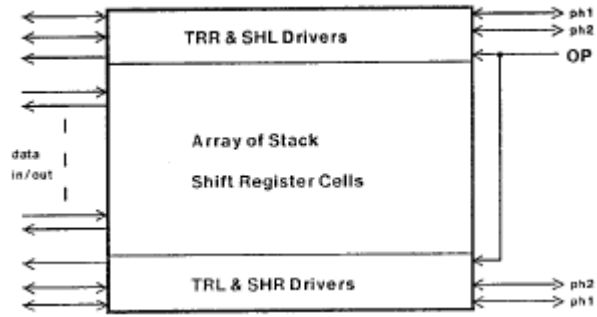 ph1
TRR & SHL Drivers
ph2
OP
Array of Stack
data
in/out
Shift Register Cells
TRL & SHR Drivers
ph2
ph1